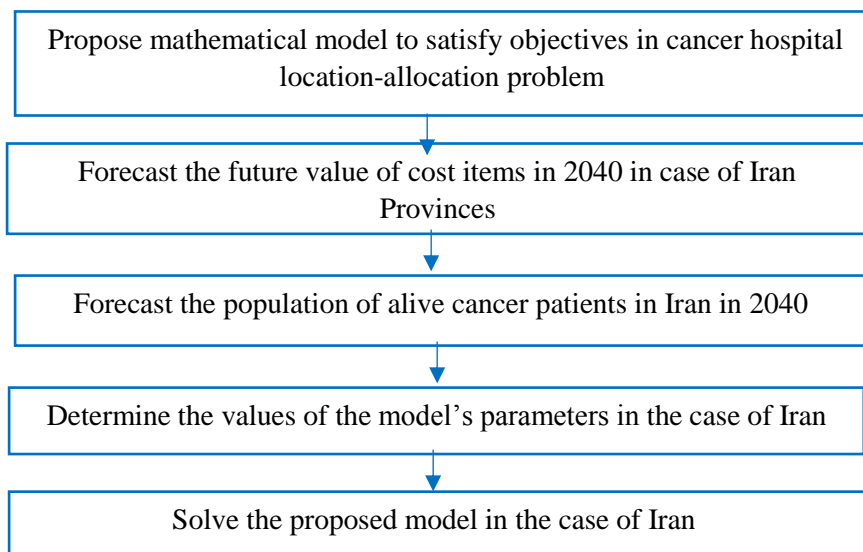 Propose mathematical model to satisfy objectives in cancer hospital
location-allocation problem
Forecast the future value of cost items in 2040 in case of Iran
Provinces
Forecast the population of alive cancer patients in Iran in 2040
Determine the values of the model’s parameters in the case of Iran
Solve the proposed model in the case of Iran